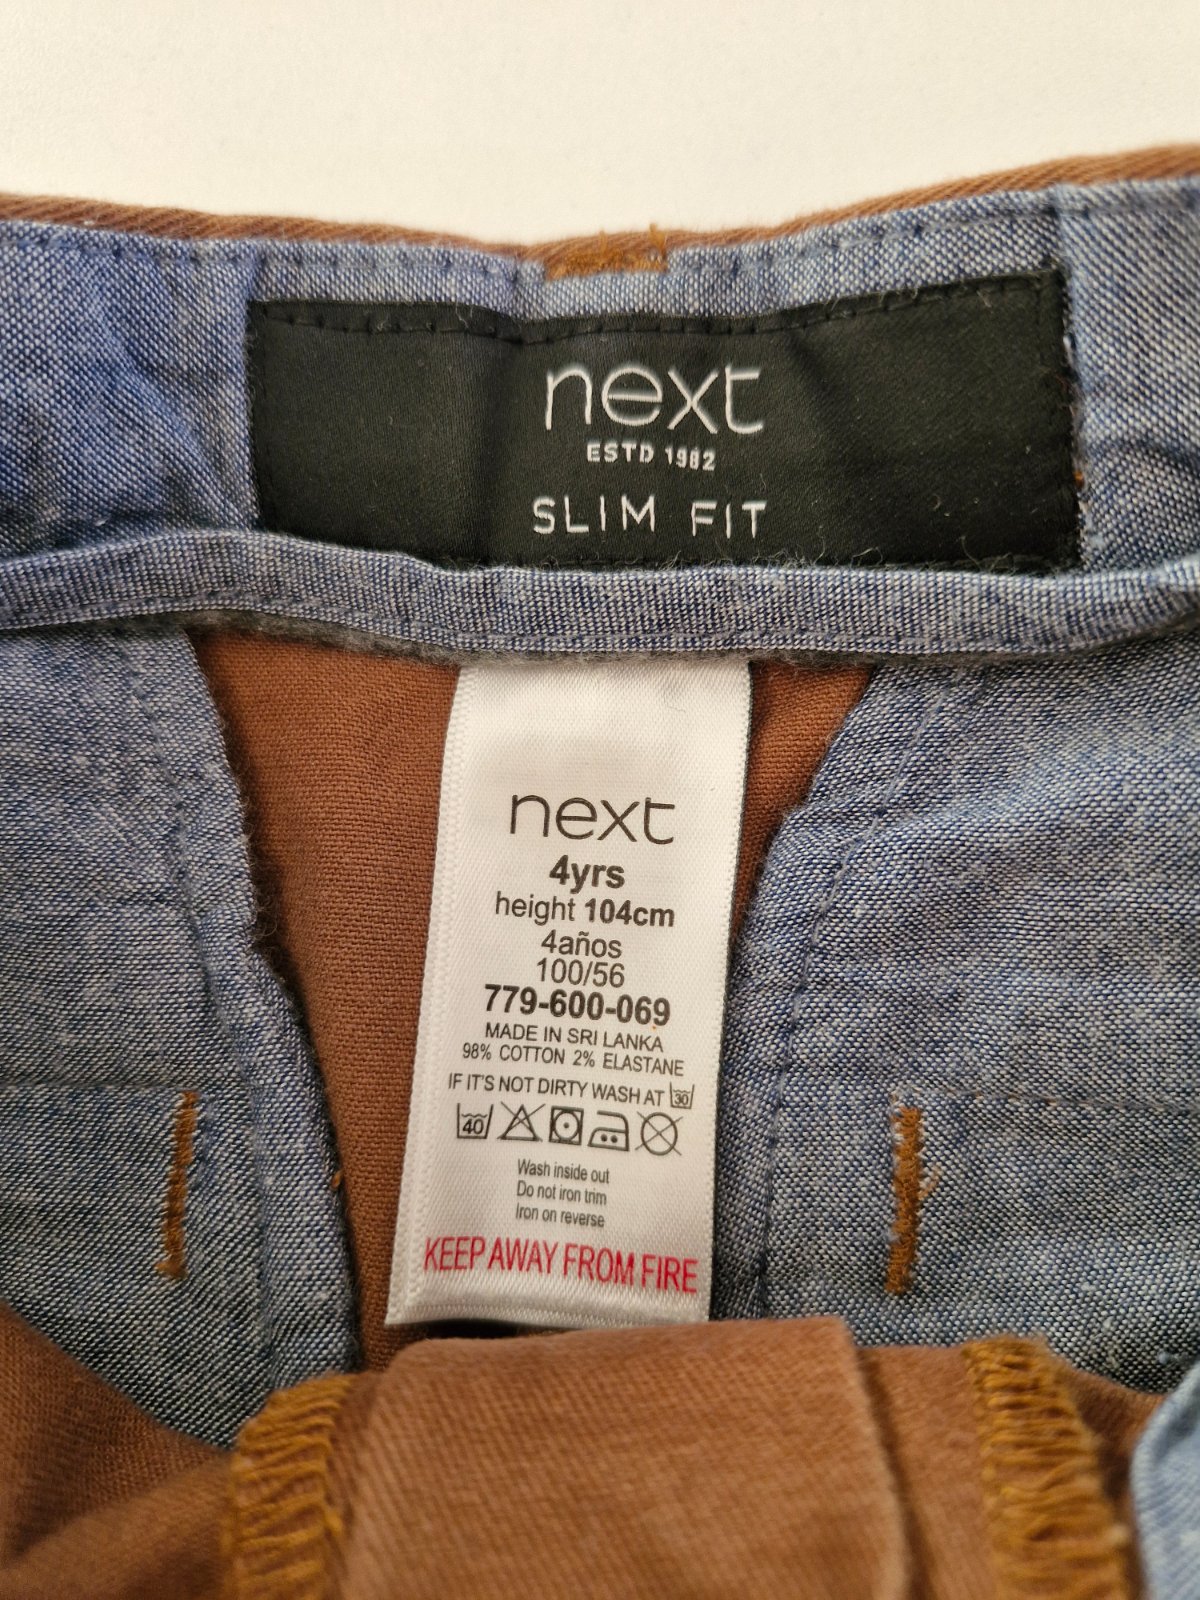 next
ESTD 1982
SLIM FIT
next
4yrs
height 104cm
4años
100/56
779-600-069
MADE IN SRI LANKA
98% COTTON 2% ELASTANE
IF IT'S NOT DIRTY WASH AT 30
40
Wash inside out
Do not iron trim
Iron on reverse
KEEP AWAY FROM FIRE